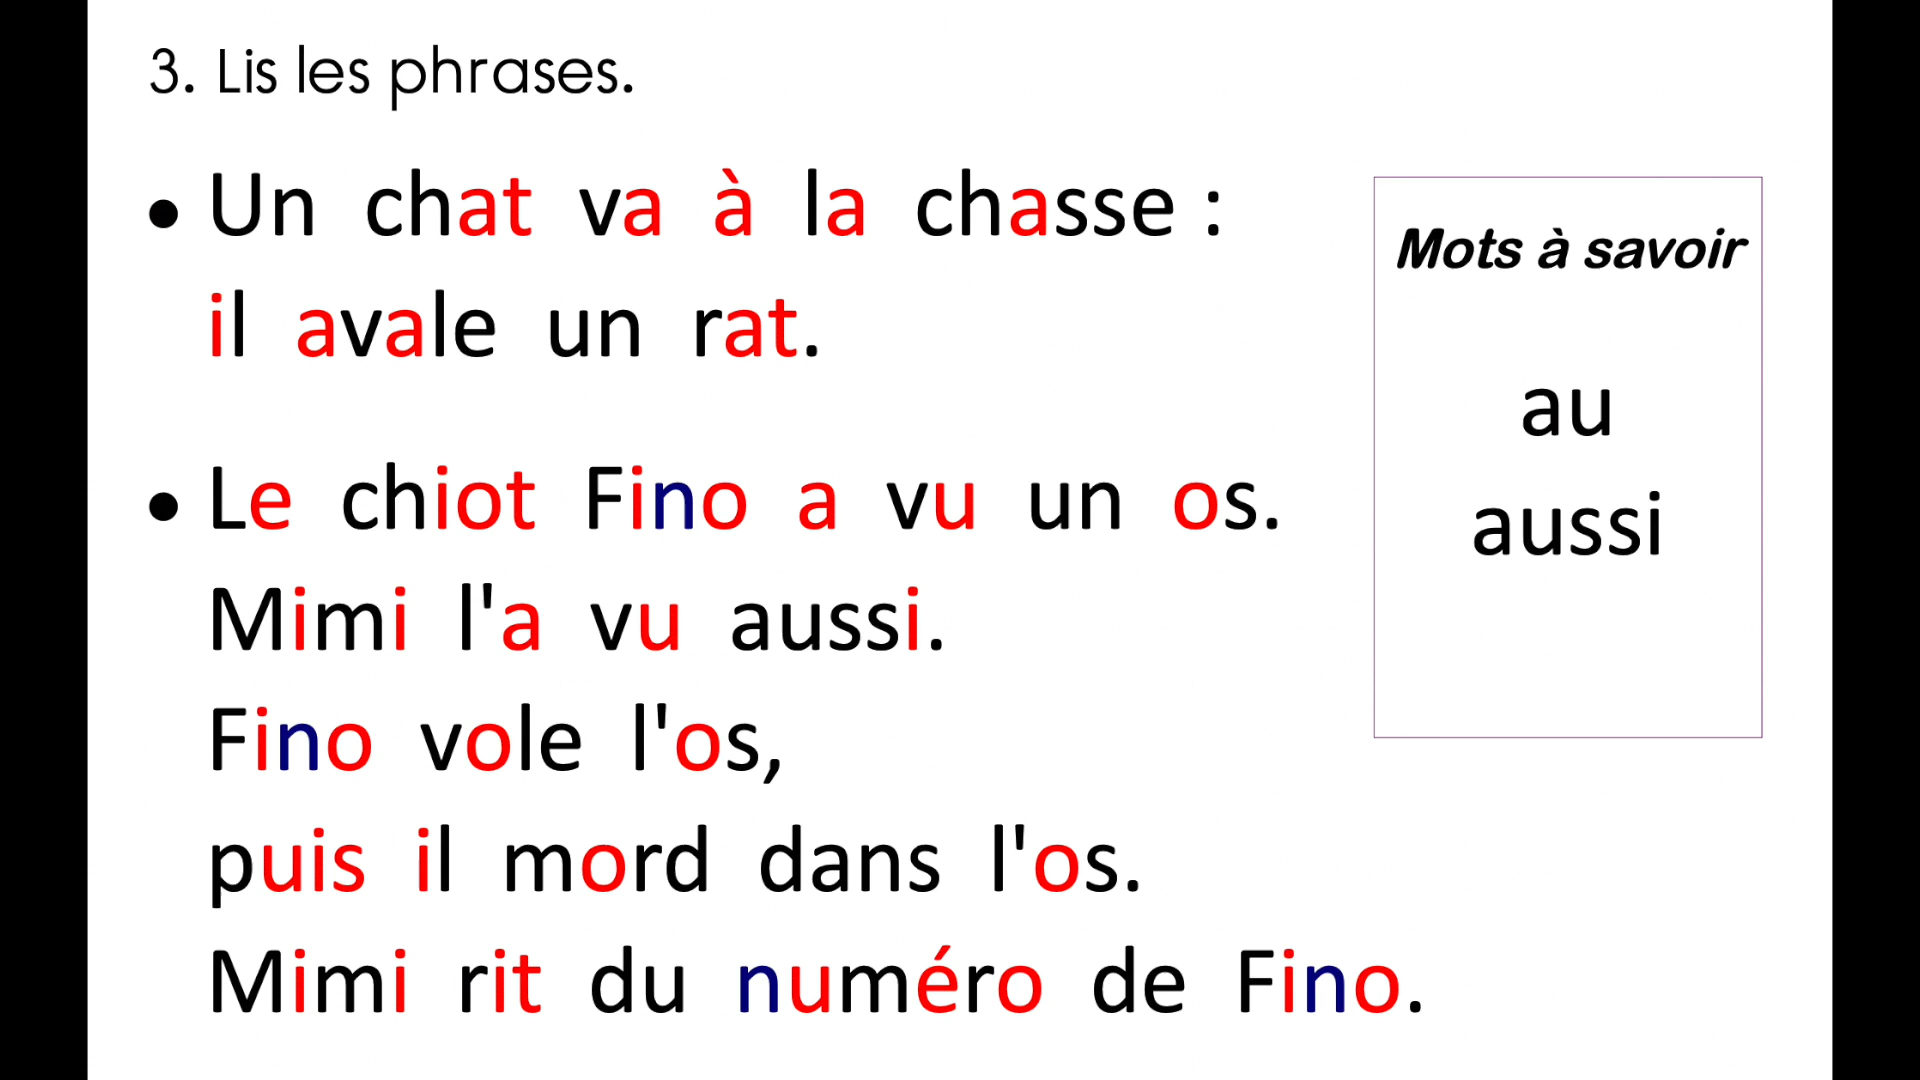 3. Lis les phrases.
• Un chat va à la chasse :
il avale un rat.
• Le chiot Fino a vu un os.
Mimi l'a vu aussi.
Fino vole l'os,
puis il mord dans l'os.
Mimi rit du numéro de Fino.
Mots à savoir
au
aussi